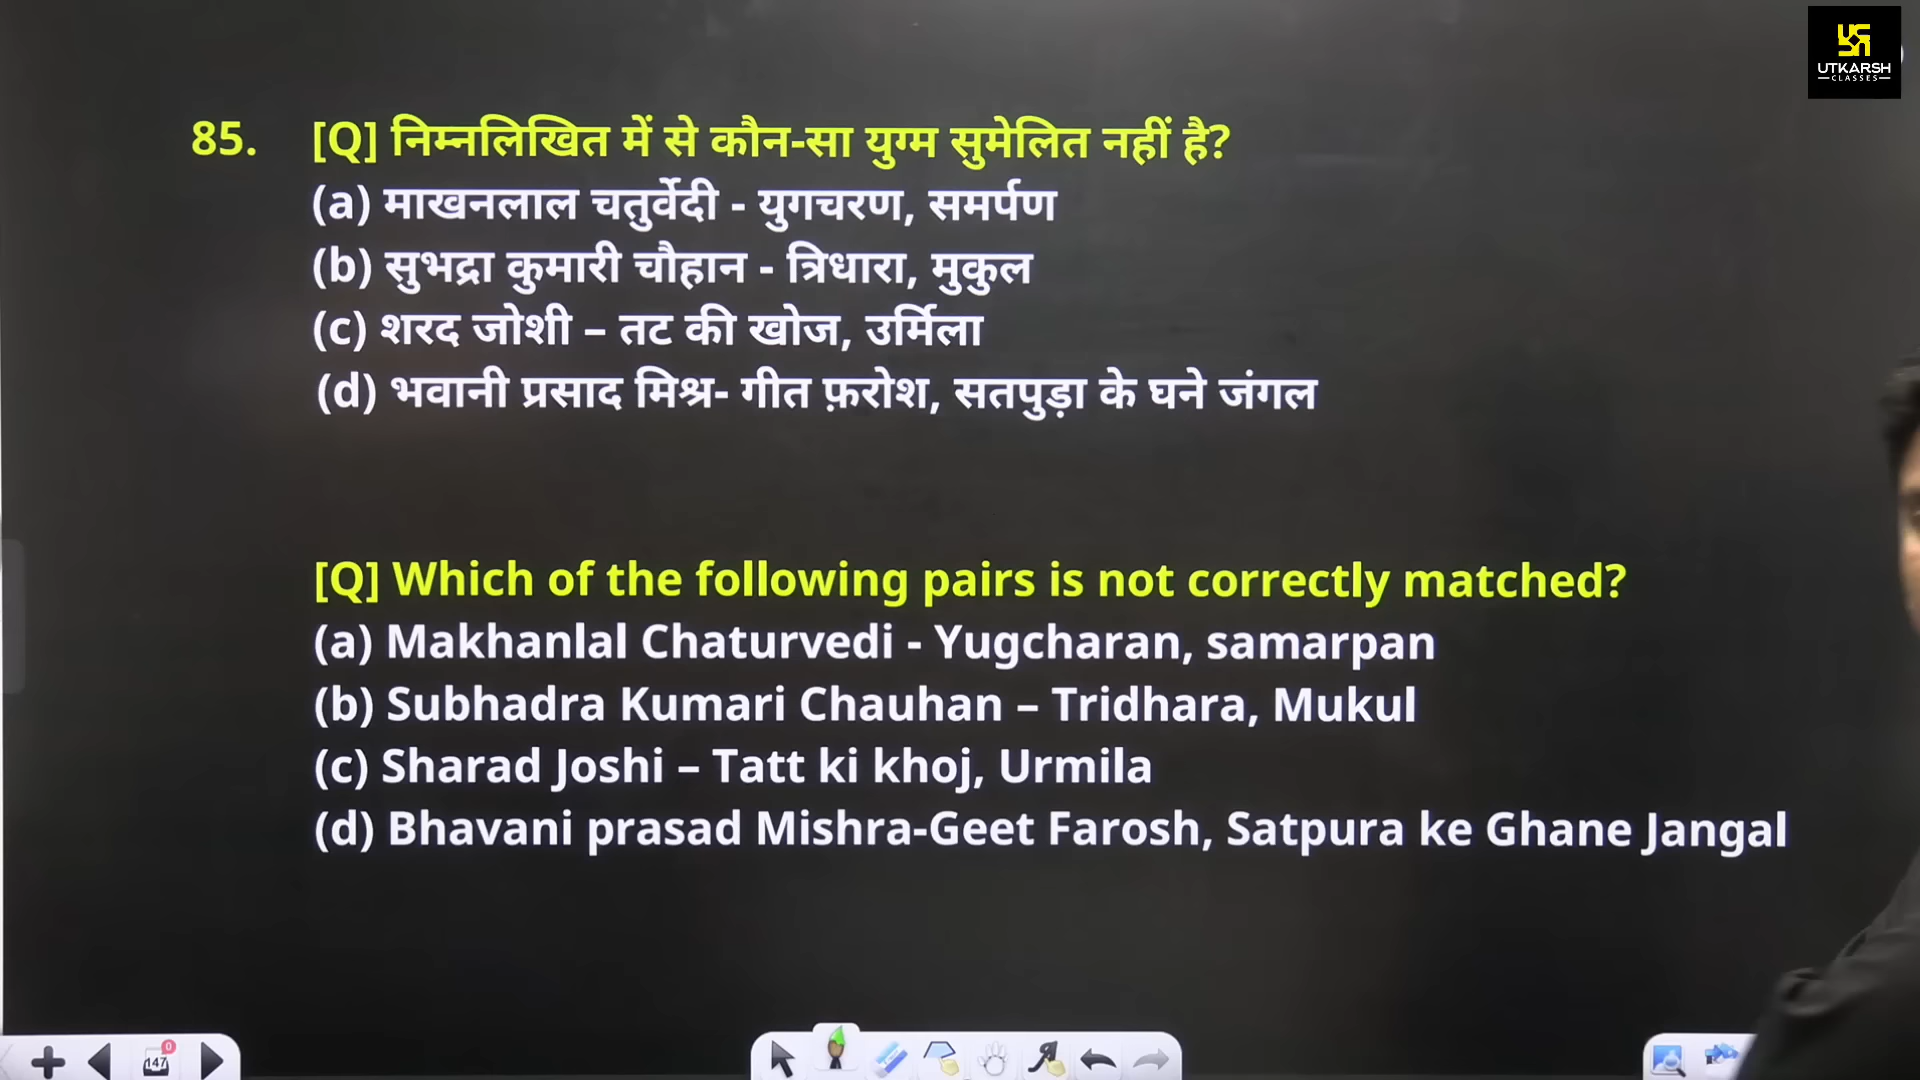 UTKARSH
CLASSES
85. [Q] निम्नलिखित में से कौन-सा युग्म सुमेलित नहीं है?
(a) माखनलाल चतुर्वेदी - युगचरण, समर्पण
(b) सुभद्रा कुमारी चौहान - त्रिधारा, मुकुल
(c) शरद जोशी – तट की खोज, उर्मिला
(d) भवानी प्रसाद मिश्र- गीत फ़रोश, सतपुड़ा के घने जंगल
[Q] Which of the following pairs is not correctly matched?
(a) Makhanlal Chaturvedi - Yugcharan, samarpan
(b) Subhadra Kumari Chauhan – Tridhara, Mukul
(c) Sharad Joshi – Tatt ki khoj, Urmila
(d) Bhavani prasad Mishra-Geet Farosh, Satpura ke Ghane Jangal
147
0